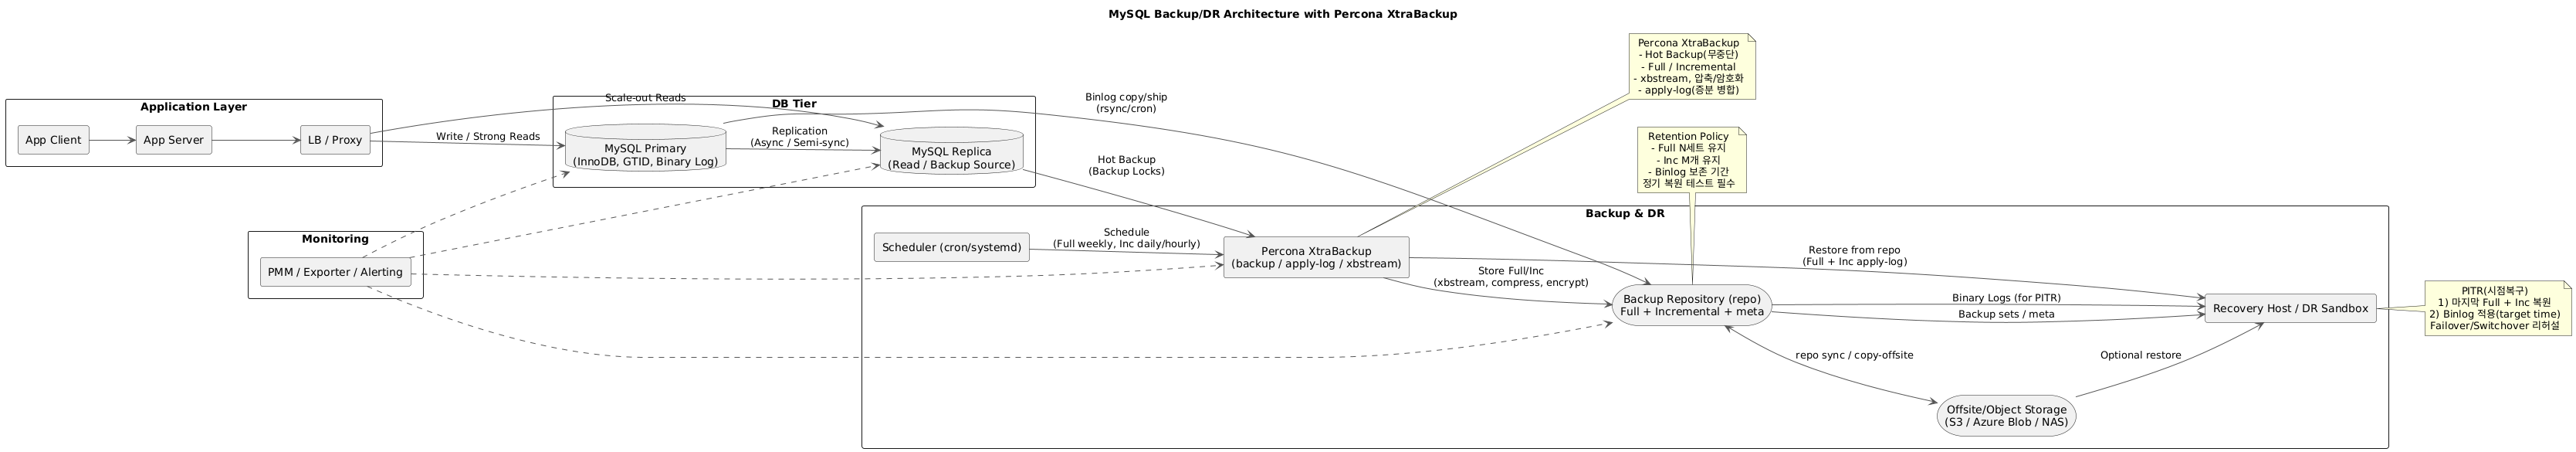 MySQL Backup/DR Architecture with Percona XtraBackup
Percona XtraBackup
- Hot Backup(무중단)
- Full / Incremental
- xbstream, 압축/암호화
- apply-log(증분 병합)
Application Layer
App Client
App Server
LB / Proxy
Scale-out Reads
Write / Strong Reads
DB Tier
MySQL Primary
(InnoDB, GTID, Binary Log)
Replication
(Async / Semi-sync)
MySQL Replica
(Read / Backup Source)
Binlog copy/ship
(rsync/cron)
Hot Backup
(Backup Locks)
Retention Policy
- Full N세트 유지
- Inc M개 유지
- Binlog 보존 기간
정기 복원 테스트 필수
Monitoring
PMM / Exporter / Alerting
Backup & DR
Scheduler (cron/systemd)
Schedule
(Full weekly, Inc daily/hourly)
Percona XtraBackup
(backup / apply-log / xbstream)
Store Full/Inc
(xbstream, compress, encrypt)
Restore from repo
(Full + Inc apply-log)
Backup Repository (repo)
Full + Incremental + meta
Binary Logs (for PITR)
Backup sets / meta
Recovery Host / DR Sandbox
PITR(시점복구)
1) 마지막 Full + Inc 복원
2) Binlog 적용(target time)
Failover/Switchover 리허설
repo sync / copy-offsite
Optional restore
Offsite/Object Storage
(S3 / Azure Blob / NAS)